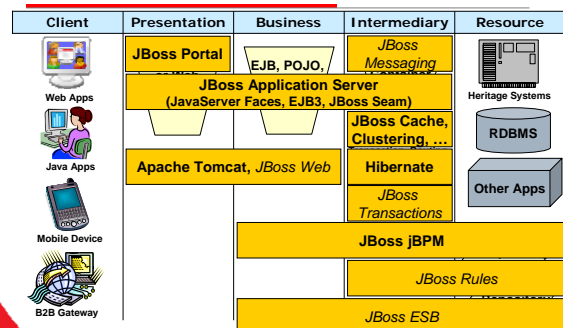 Client Presentation Business Intermediary Resource
JBoss Portal
EJB, POJO,
JBoss
Messaging
Web Apps
JBoss Application Server
(JavaServer Faces, EJB3, JBoss Seam)
Heritage Systems
JBoss Cache,
Clustering, …
RDBMS
Java Apps
Apache Tomcat, JBoss Web
Hibernate
Other Apps
JBoss
Transactions
Mobile Device
JBoss jBPM
JBoss Rules
B2B Gateway
JBoss ESB